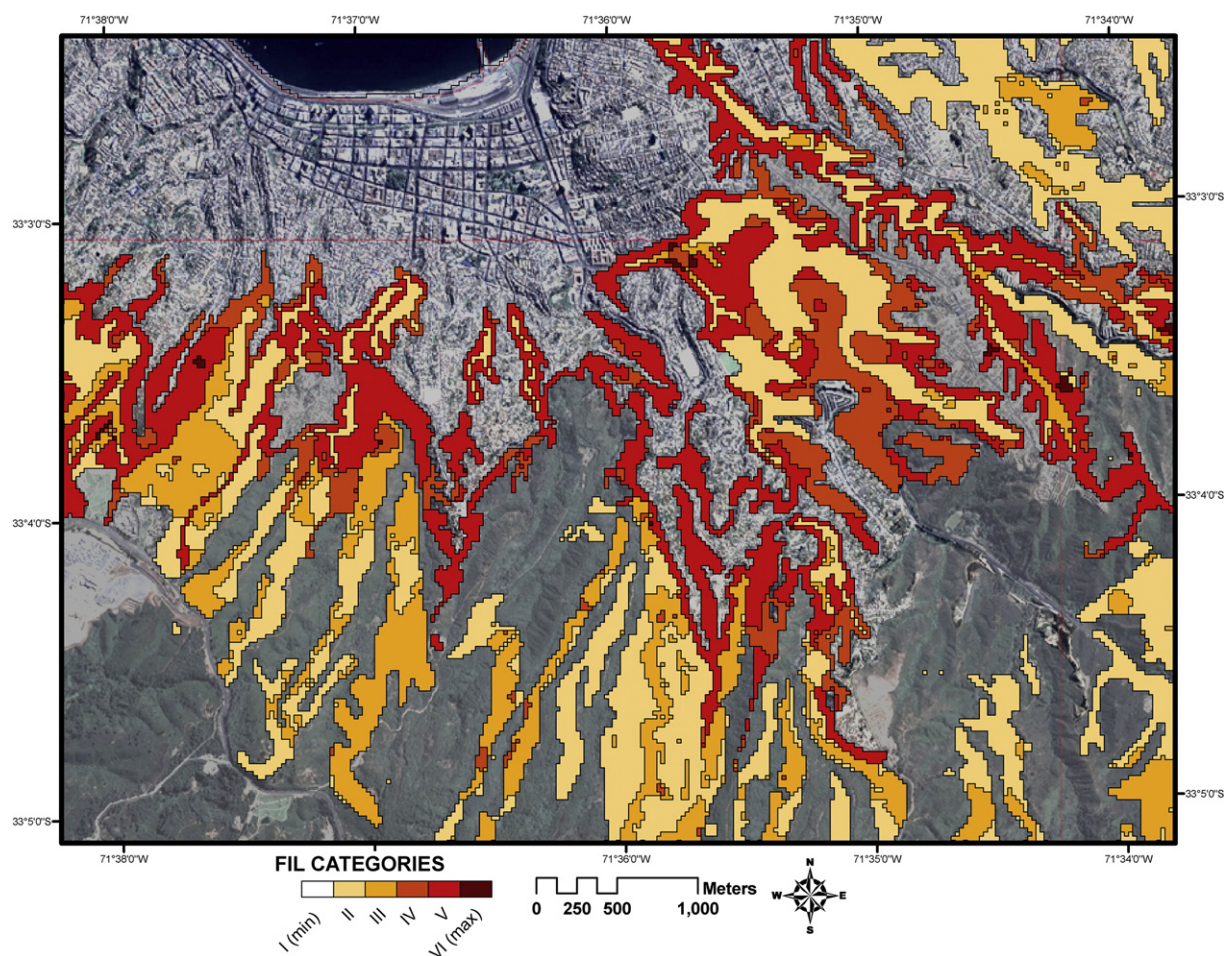 71°38'0"W 71°37'0"W 71°36'0"W 71°35'0"W 71°34'0"W
33°3'0"S 33°3'0"S
33°4'0"S 33°4'0"S
33°5'0"S 33°5'0"S
71°38'0"W 71°36'0"W 71°35'0"W 71°34'0"W
FIL CATEGORIES
I (min) II III IV V VI (max)
0 250 500 1,000 Meters
N
W E
S